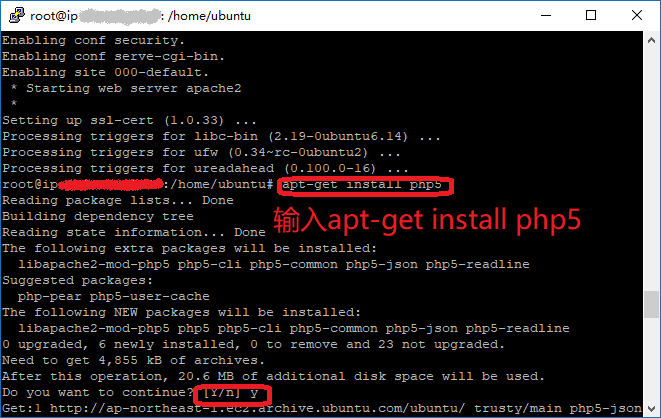 root@ip : /home/ubuntu
Enabling conf security.
Enabling conf serve-cgi-bin.
Enabling site 000-default.
 * Starting web server apache2
 *
Setting up ssl-cert (1.0.33) ...
Processing triggers for libc-bin (2.19-0ubuntu6.14) ...
Processing triggers for ufw (0.34~rc-0ubuntu2) ...
Processing triggers for ureadahead (0.100.0-16) ...
root@ip :/home/ubuntu# apt-get install php5
Reading package lists... Done
Building dependency tree
Reading state information... Done
输入apt-get install php5
The following extra packages will be installed:
  libapache2-mod-php5 php5-cli php5-common php5-json php5-readline
Suggested packages:
  php-pear php5-user-cache
The following NEW packages will be installed:
  libapache2-mod-php5 php5 php5-cli php5-common php5-json php5-readline
0 upgraded, 6 newly installed, 0 to remove and 23 not upgraded.
Need to get 4,855 kB of archives.
After this operation, 20.6 MB of additional disk space will be used.
Do you want to continue? [Y/n] y
Get:1 http://ap-northeast-1.ec2.archive.ubuntu.com/ubuntu/ trusty/main php5-json